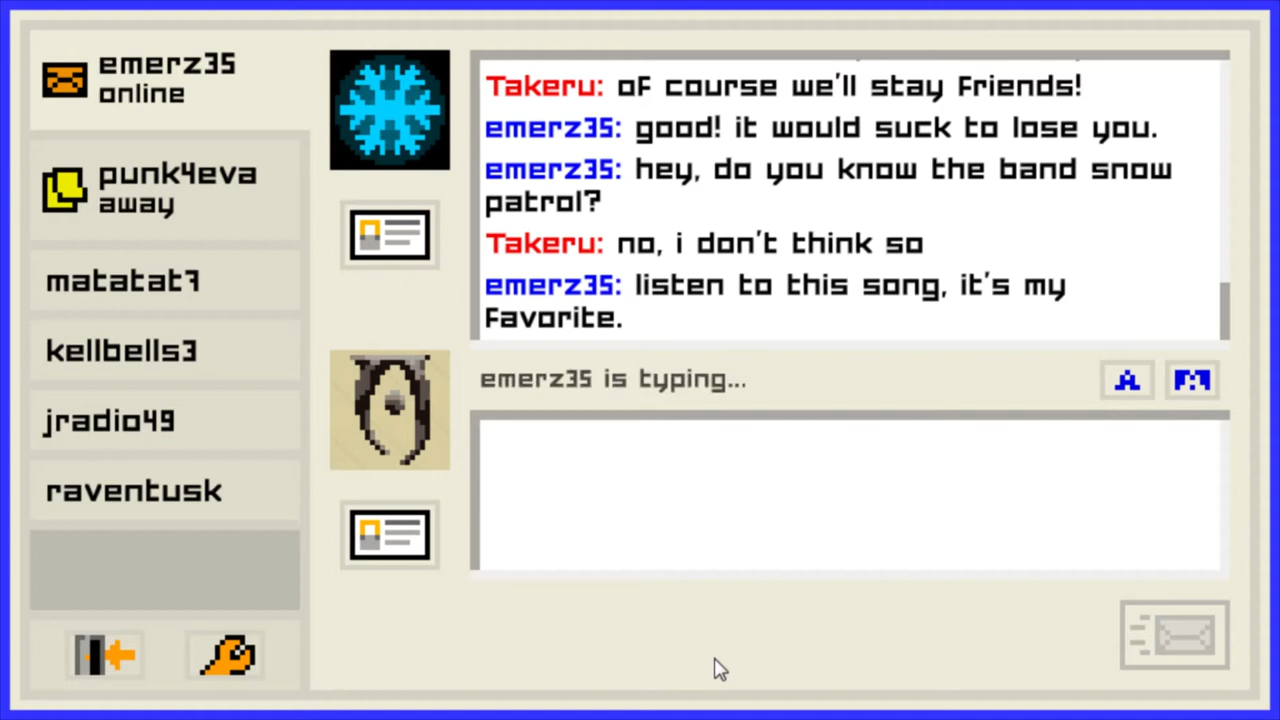 emerz35
online
punk4eva
away
matatat7
kellbells3
jradio49
raventusk
Takeru: of course we'll stay friends!
emerz35: good! it would suck to lose you.
emerz35: hey, do you know the band snow
patrol?
Takeru: no, i don't think so
emerz35: listen to this song, it's my
favorite.
emerz35 is typing...
A